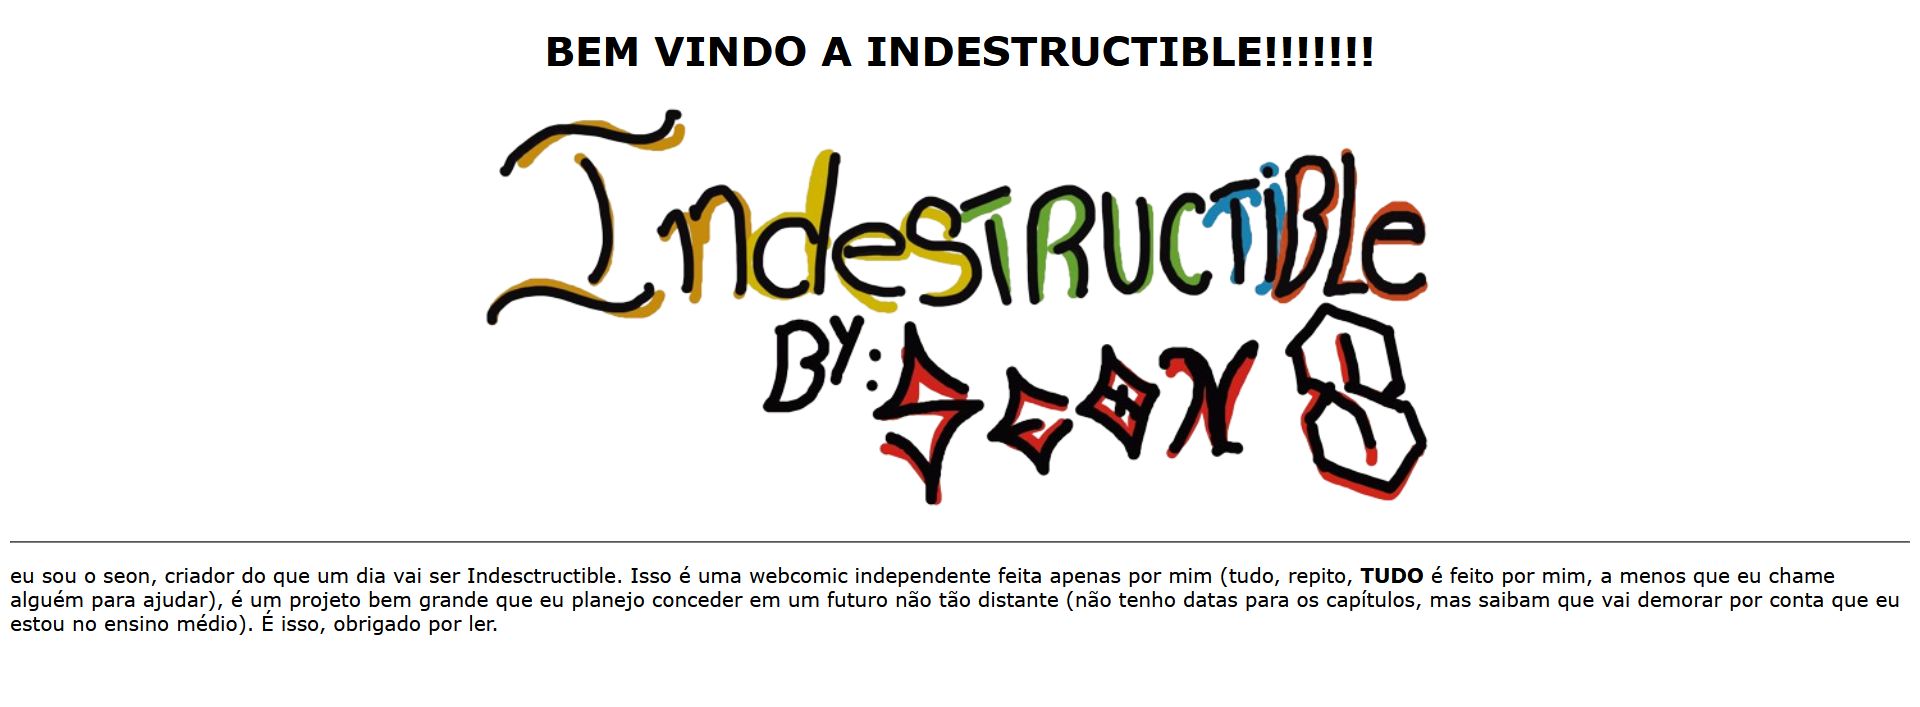 BEM VINDO A INDESTRUCTIBLE!!!!!!!
IndesTRUCTiBLe
By: SEON 8
eu sou o seon, criador do que um dia vai ser Indesctructible. Isso é uma webcomic independente feita apenas por mim (tudo, repito, TUDO é feito por mim, a menos que eu chame
alguém para ajudar), é um projeto bem grande que eu planejo conceder em um futuro não tão distante (não tenho datas para os capítulos, mas saibam que vai demorar por conta que eu
estou no ensino médio). É isso, obrigado por ler.